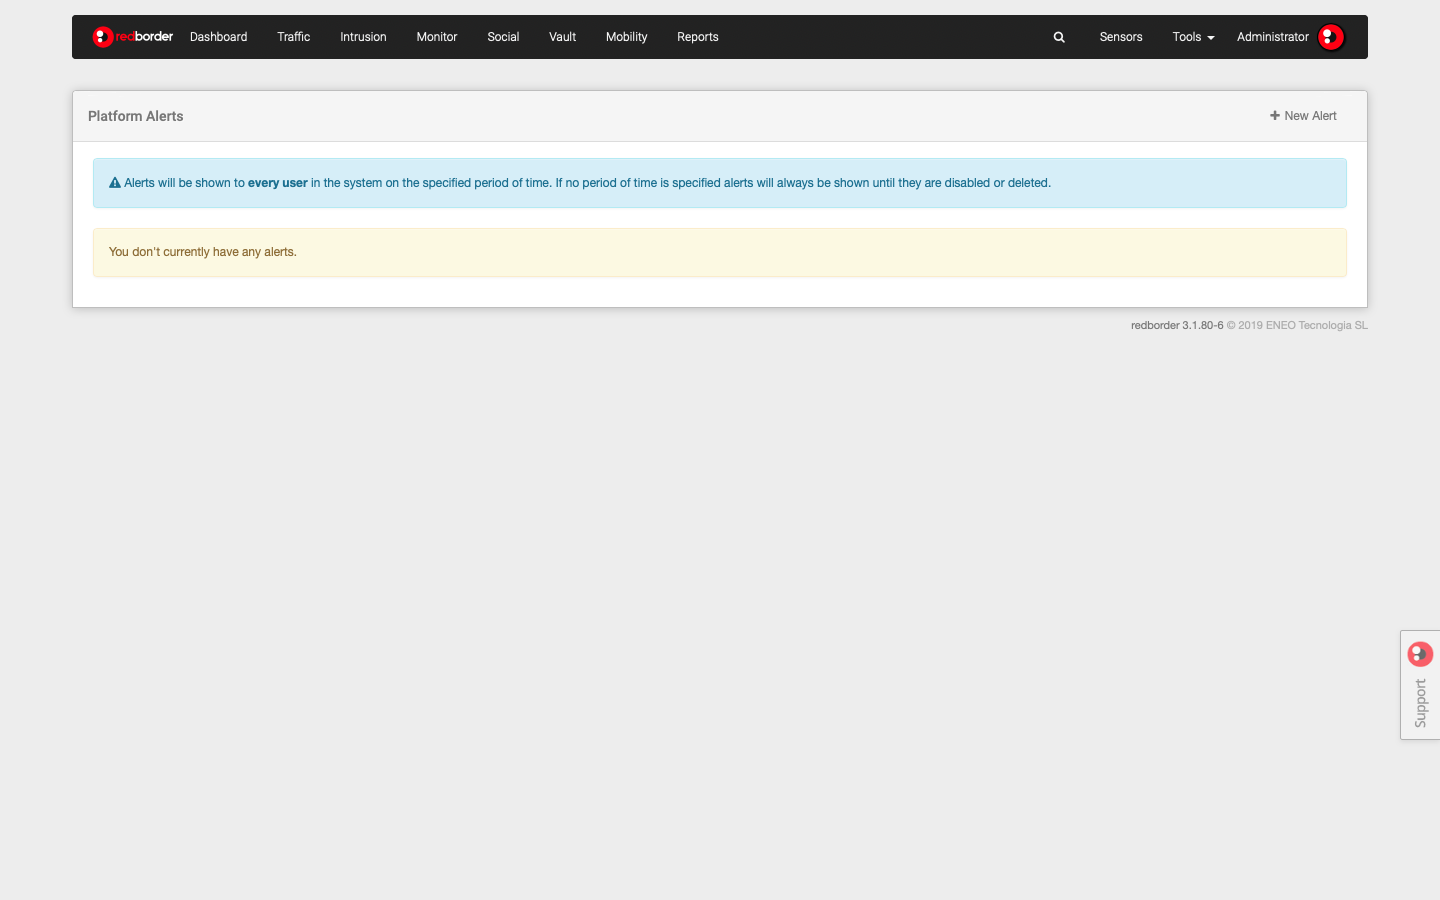 redborder Dashboard Traffic Intrusion Monitor Social Vault Mobility Reports Sensors Tools Administrator
Platform Alerts New Alert
Alerts will be shown to every user in the system on the specified period of time. If no period of time is specified alerts will always be shown until they are disabled or deleted.
You don't currently have any alerts.
redborder 3.1.80-6 © 2019 ENEO Tecnologia SL
Support